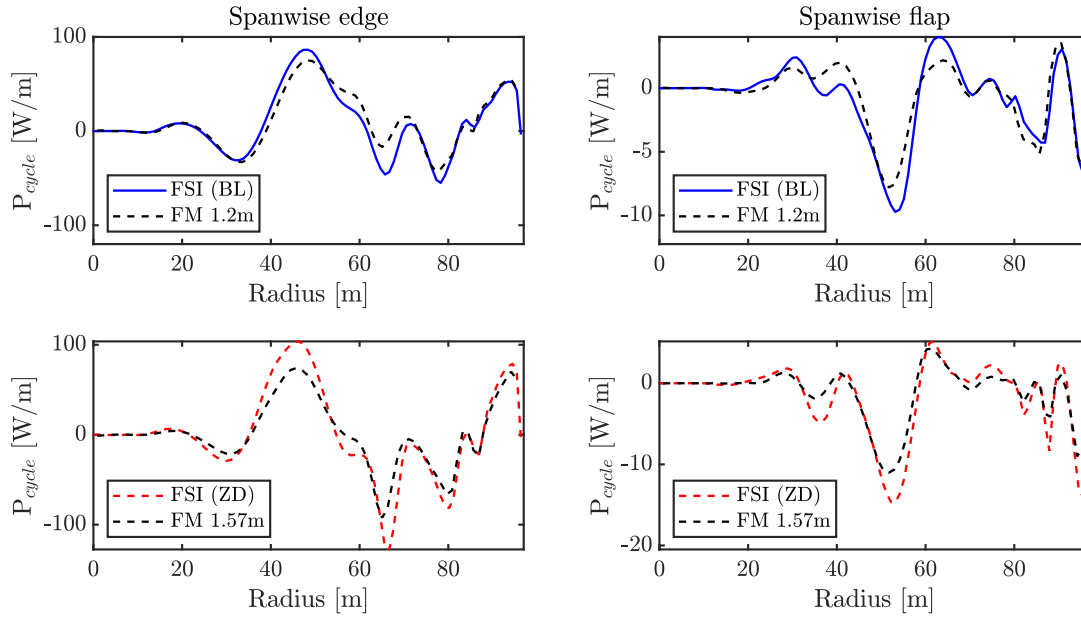 Spanwise edge
P_cycle [W/m]
100
0
-100
FSI (BL)
FM 1.2m
0 20 40 60 80
Radius [m]
Spanwise flap
P_cycle [W/m]
0
-5
-10
FSI (BL)
FM 1.2m
0 20 40 60 80
Radius [m]
P_cycle [W/m]
100
0
-100
FSI (ZD)
FM 1.57m
0 20 40 60 80
Radius [m]
P_cycle [W/m]
0
-10
-20
FSI (ZD)
FM 1.57m
0 20 40 60 80
Radius [m]